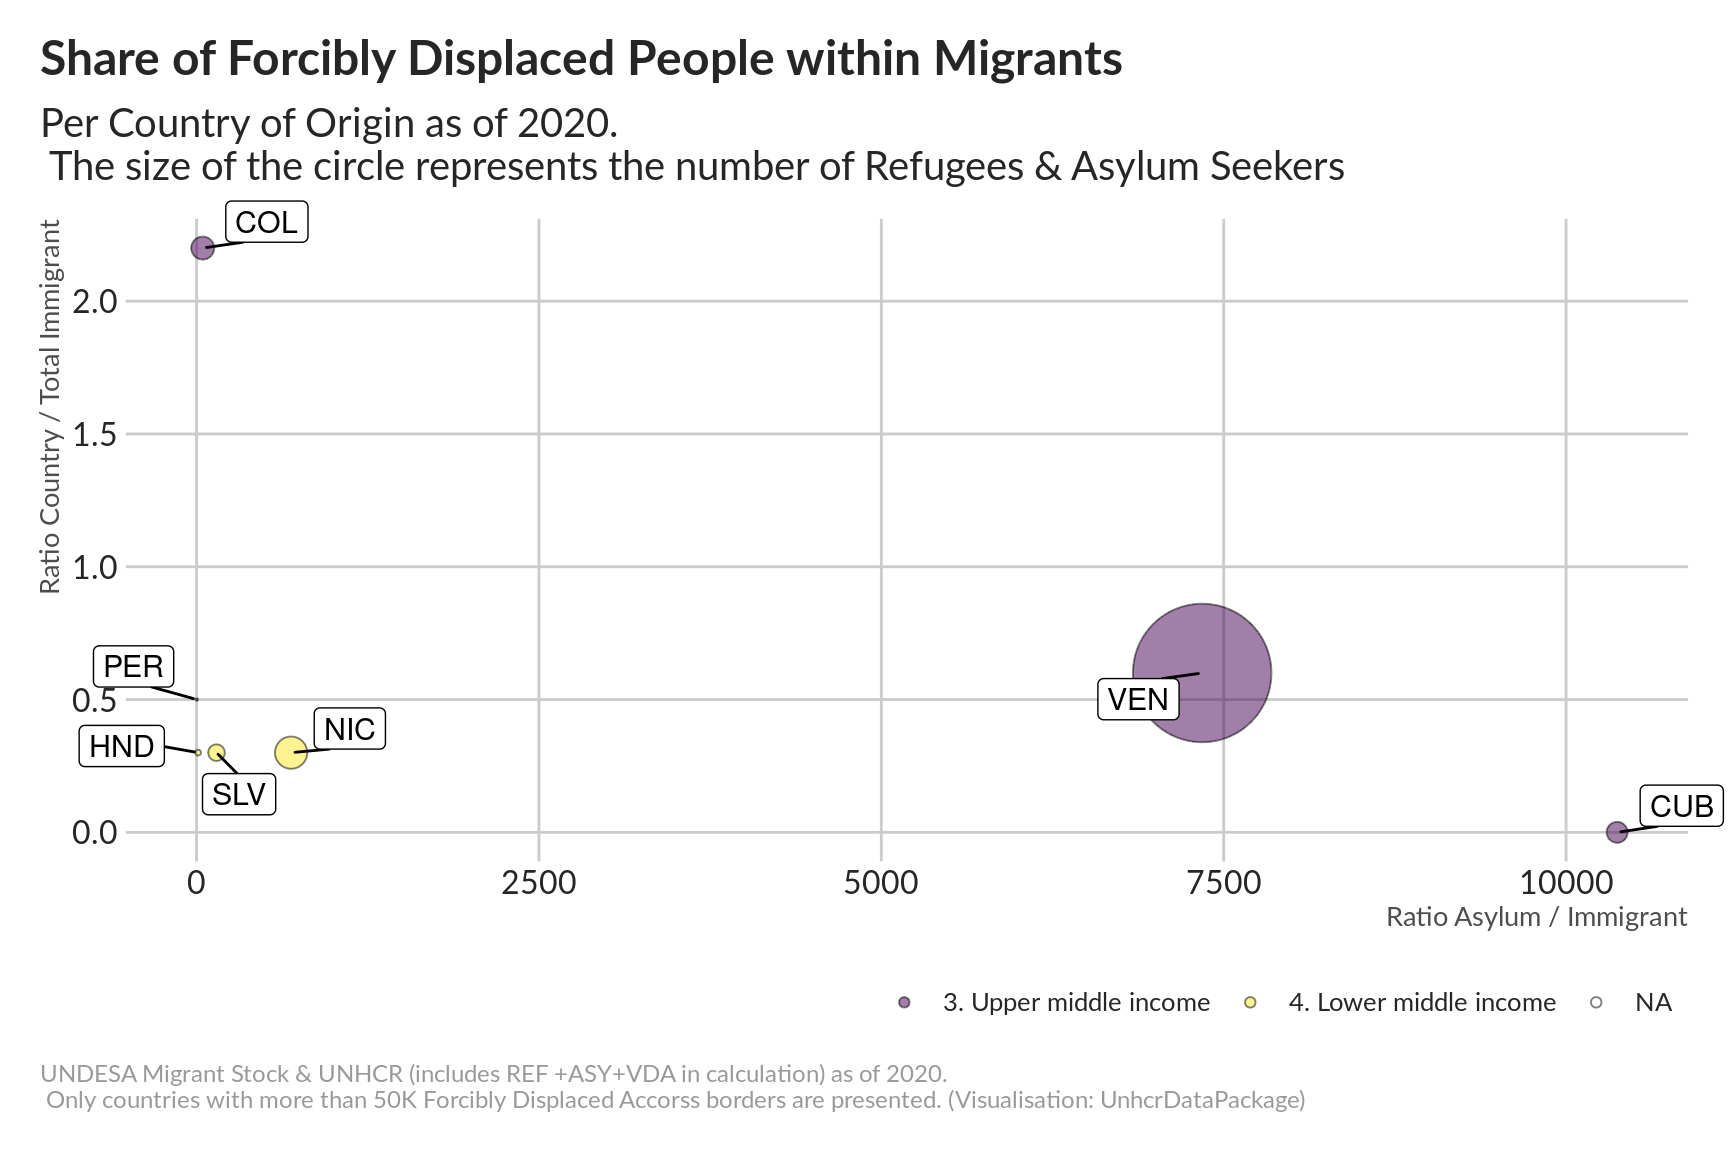 Share of Forcibly Displaced People within Migrants
Per Country of Origin as of 2020.
The size of the circle represents the number of Refugees & Asylum Seekers
Ratio Country / Total Immigrant
COL
2.0
1.5
1.0
PER
0.5
VEN
NIC
HND
SLV
CUB
0.0
0 2500 5000 7500 10000
Ratio Asylum / Immigrant
3. Upper middle income 4. Lower middle income NA
UNDESA Migrant Stock & UNHCR (includes REF +ASY+VDA in calculation) as of 2020.
Only countries with more than 50K Forcibly Displaced Accorss borders are presented. (Visualisation: UnhcrDataPackage)